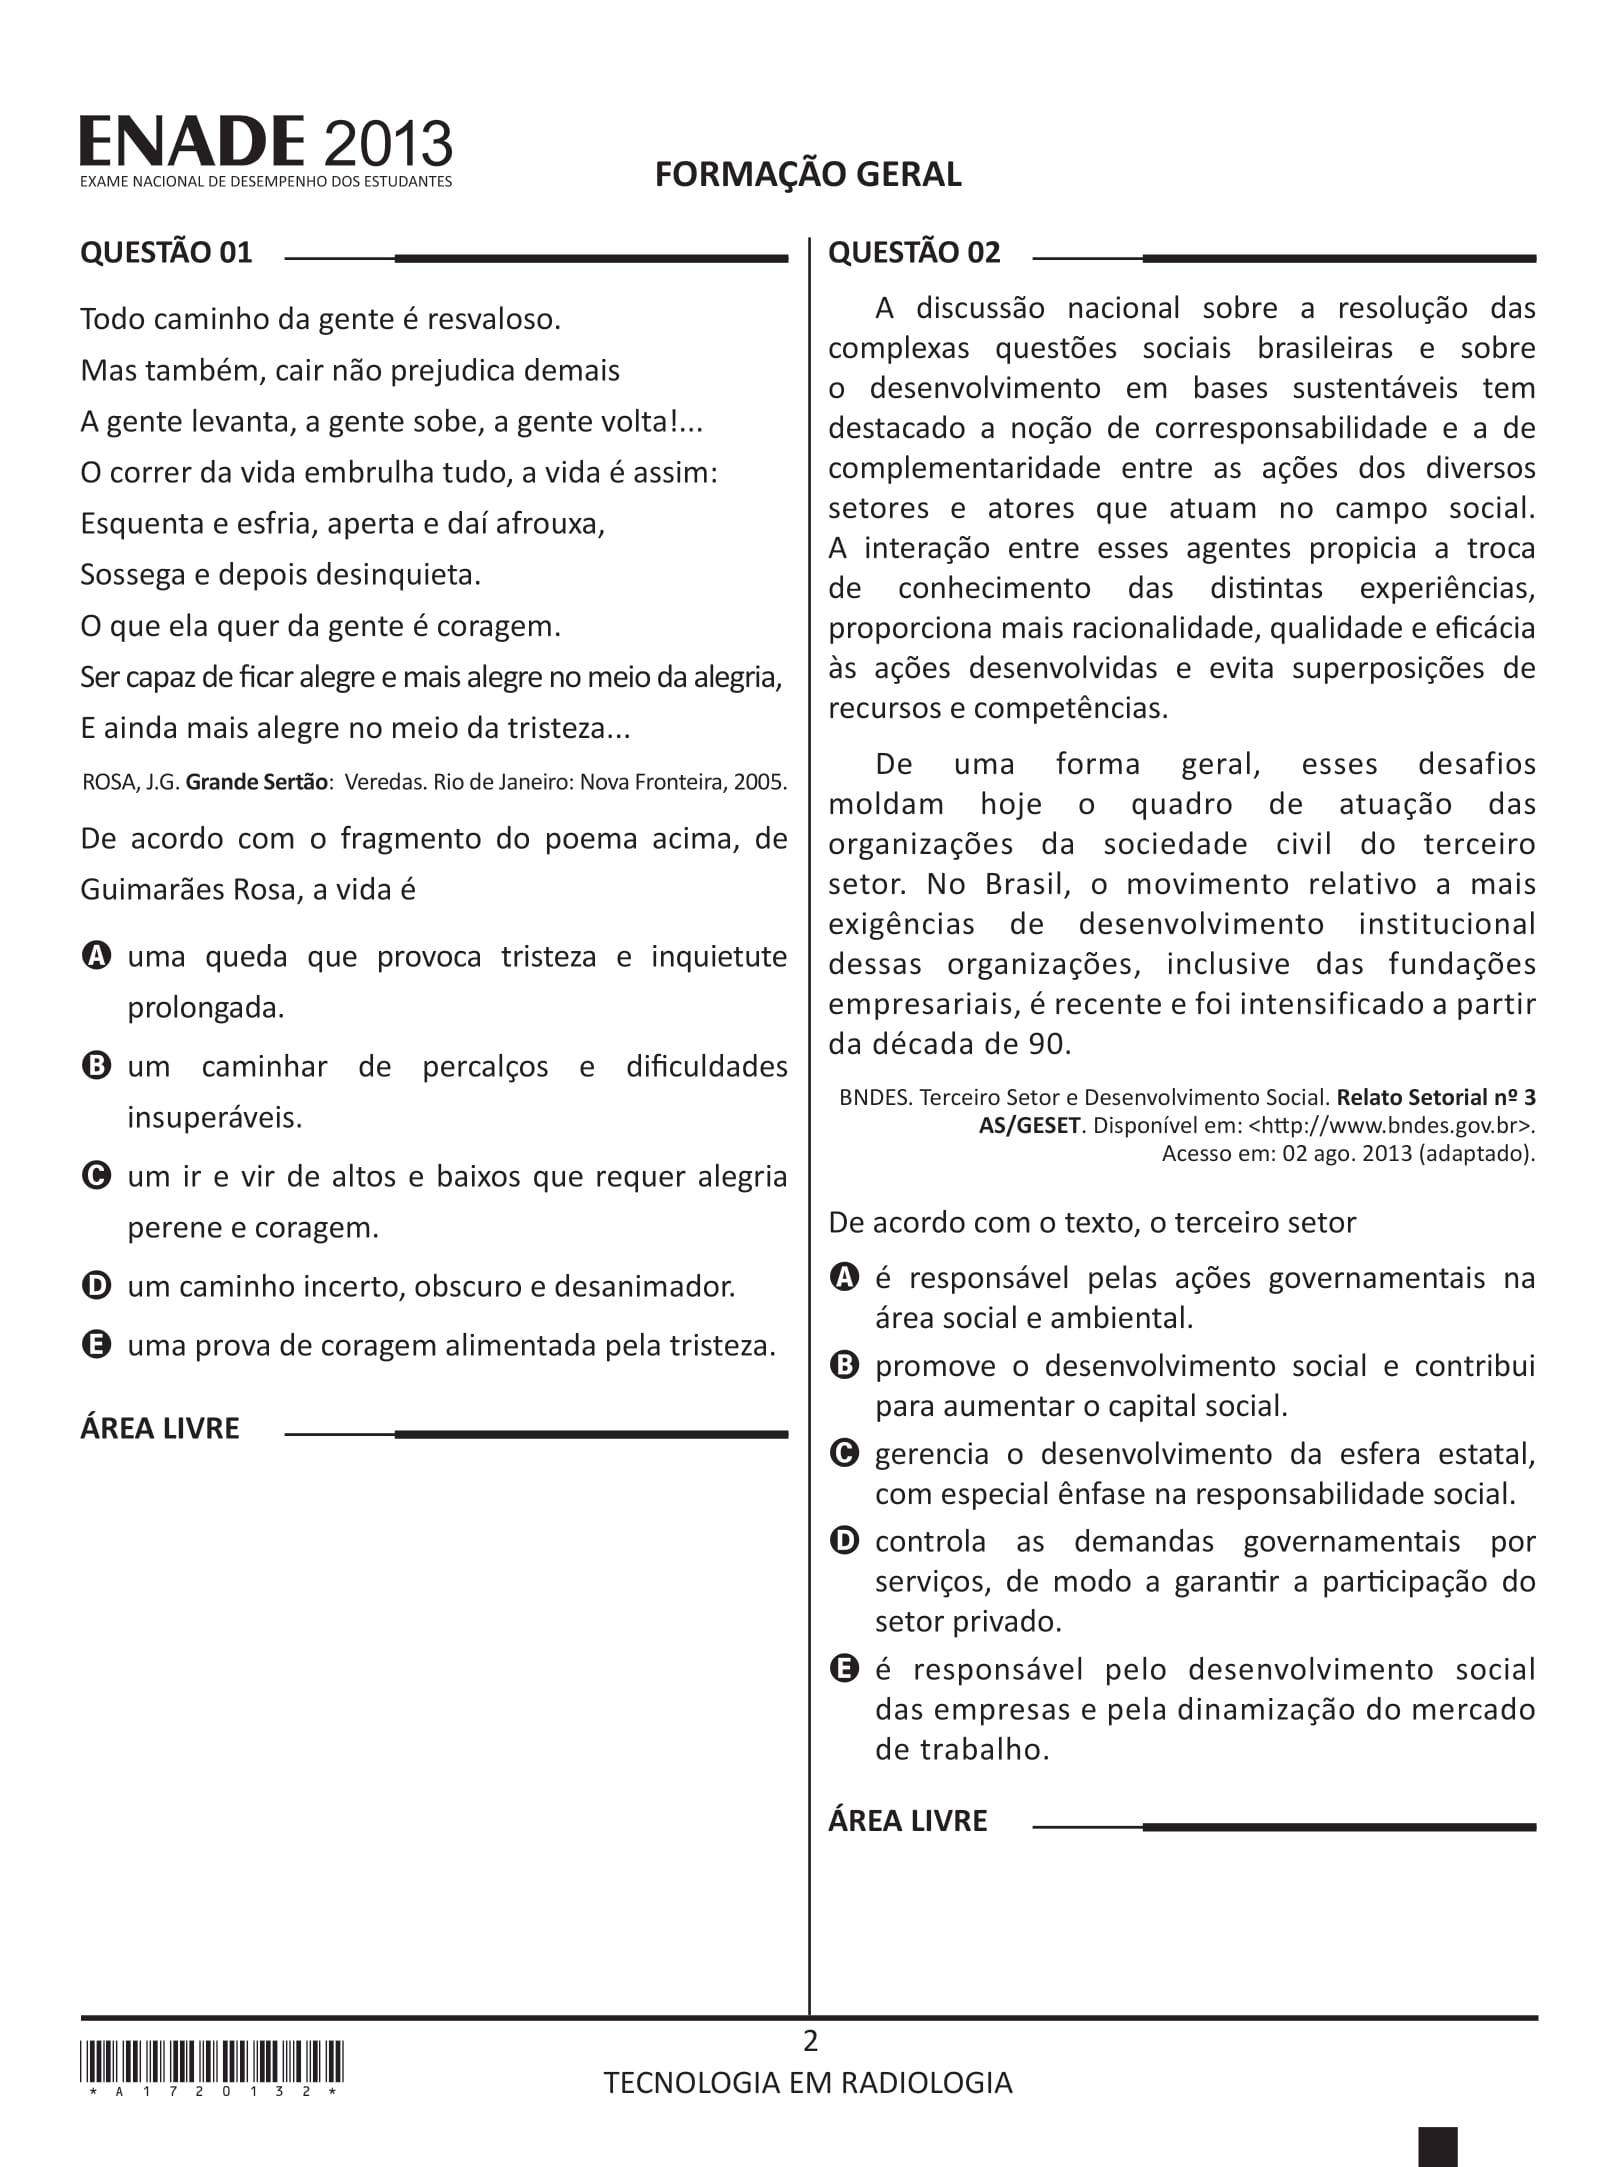 ENADE 2013
EXAME NACIONAL DE DESEMPENHO DOS ESTUDANTES
FORMAÇÃO GERAL
QUESTÃO 01
Todo caminho da gente é resvaloso.
Mas também, cair não prejudica demais
A gente levanta, a gente sobe, a gente volta!...
O correr da vida embrulha tudo, a vida é assim:
Esquenta e esfria, aperta e daí afrouxa,
Sossega e depois desinquieta.
O que ela quer da gente é coragem.
Ser capaz de ficar alegre e mais alegre no meio da alegria,
E ainda mais alegre no meio da tristeza...
ROSA, J.G. Grande Sertão: Veredas. Rio de Janeiro: Nova Fronteira, 2005.
De acordo com o fragmento do poema acima, de
Guimarães Rosa, a vida é
A uma queda que provoca tristeza e inquietute
prolongada.
B um caminhar de percalços e dificuldades
insuperáveis.
C um ir e vir de altos e baixos que requer alegria
perene e coragem.
D um caminho incerto, obscuro e desanimador.
E uma prova de coragem alimentada pela tristeza.
ÁREA LIVRE
QUESTÃO 02
A discussão nacional sobre a resolução das
complexas questões sociais brasileiras e sobre
o desenvolvimento em bases sustentáveis tem
destacado a noção de corresponsabilidade e a de
complementaridade entre as ações dos diversos
setores e atores que atuam no campo social.
A interação entre esses agentes propicia a troca
de conhecimento das distintas experiências,
proporciona mais racionalidade, qualidade e eficácia
às ações desenvolvidas e evita superposições de
recursos e competências.
De uma forma geral, esses desafios
moldam hoje o quadro de atuação das
organizações da sociedade civil do terceiro
setor. No Brasil, o movimento relativo a mais
exigências de desenvolvimento institucional
dessas organizações, inclusive das fundações
empresariais, é recente e foi intensificado a partir
da década de 90.
BNDES. Terceiro Setor e Desenvolvimento Social. Relato Setorial nº 3
AS/GESET. Disponível em: <http://www.bndes.gov.br>.
Acesso em: 02 ago. 2013 (adaptado).
De acordo com o texto, o terceiro setor
A é responsável pelas ações governamentais na
área social e ambiental.
B promove o desenvolvimento social e contribui
para aumentar o capital social.
C gerencia o desenvolvimento da esfera estatal,
com especial ênfase na responsabilidade social.
D controla as demandas governamentais por
serviços, de modo a garantir a participação do
setor privado.
E é responsável pelo desenvolvimento social
das empresas e pela dinamização do mercado
de trabalho.
ÁREA LIVRE
2
TECNOLOGIA EM RADIOLOGIA
* A 1 7 2 0 1 3 2 *